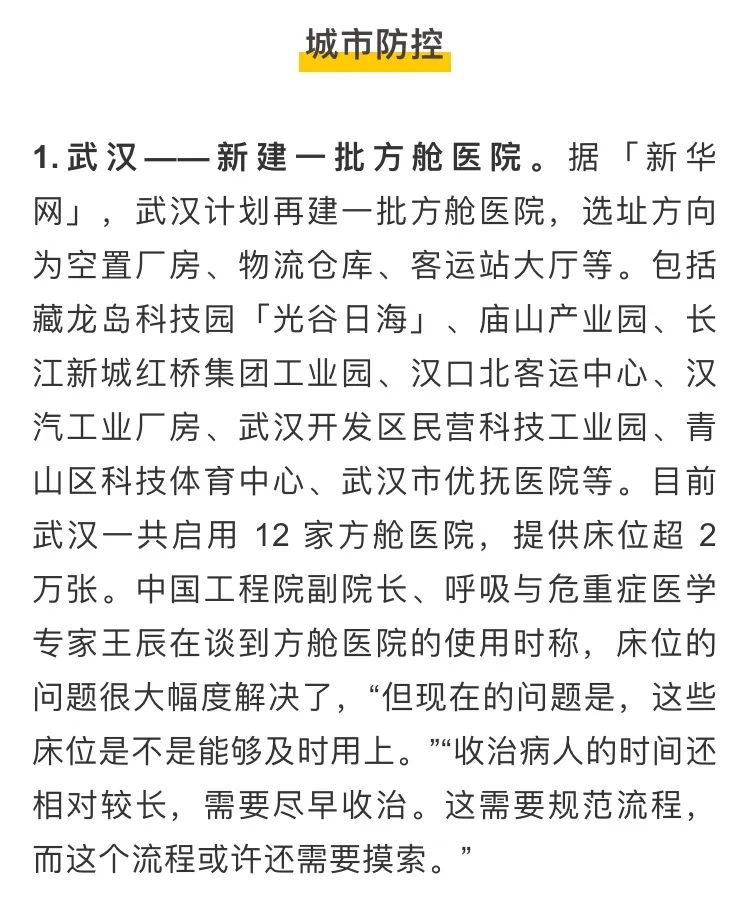 城市防控
1.武汉——新建一批方舱医院。据「新华
网」，武汉计划再建一批方舱医院，选址方向
为空置厂房、物流仓库、客运站大厅等。包括
藏龙岛科技园「光谷日海」、庙山产业园、长
江新城红桥集团工业园、汉口北客运中心、汉
汽工业厂房、武汉开发区民营科技工业园、青
山区科技体育中心、武汉市优抚医院等。目前
武汉一共启用 12 家方舱医院，提供床位超 2
万张。中国工程院副院长、呼吸与危重症医学
专家王辰在谈到方舱医院的使用时称，床位的
问题很大幅度解决了，“但现在的问题是，这些
床位是不是能够及时用上。”“收治病人的时间还
相对较长，需要尽早收治。这需要规范流程，
而这个流程或许还需要摸索。”